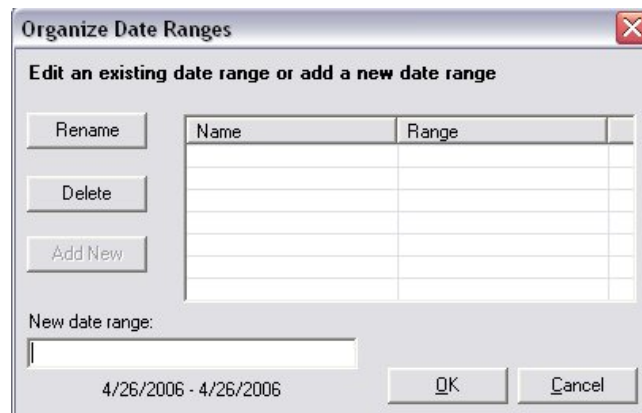 Organize Date Ranges
Edit an existing date range or add a new date range
Rename
Name Range
Delete
Add New
New date range:
4/26/2006 - 4/26/2006
OK Cancel